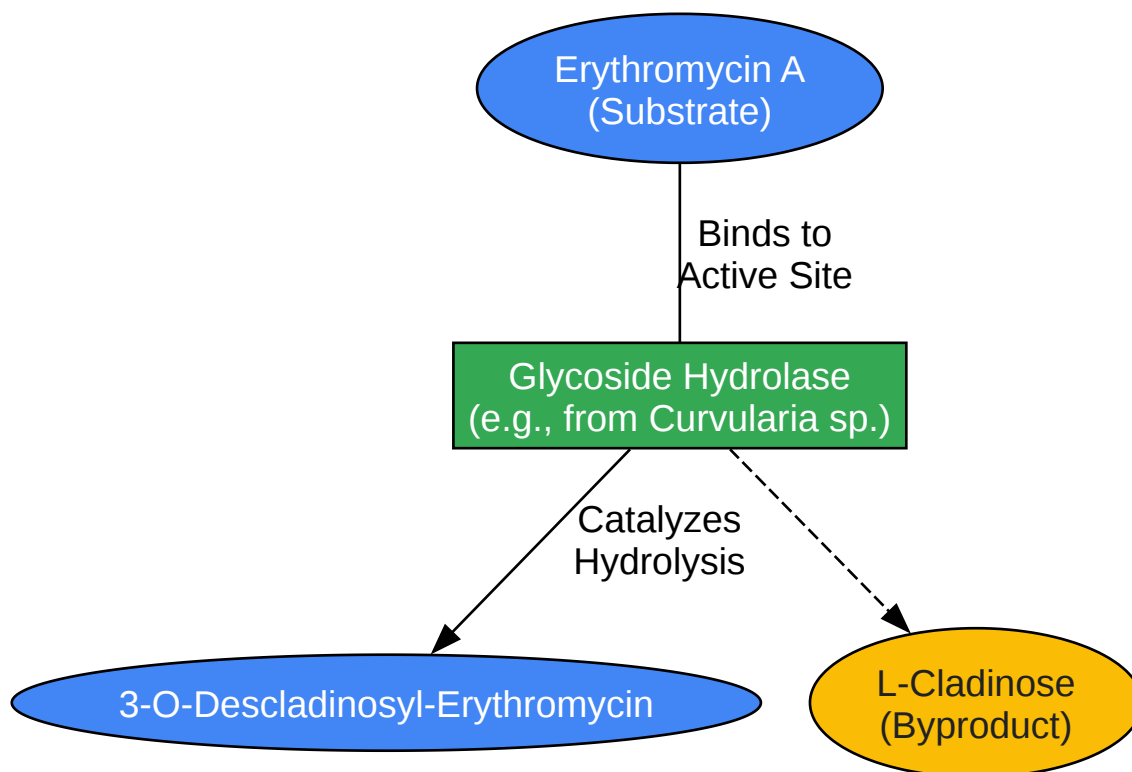 Erythromycin A
(Substrate)
Binds to
Active Site
Glycoside Hydrolase
(e.g., from Curvularia sp.)
Catalyzes
Hydrolysis
3-O-Descladinosyl-Erythromycin
L-Cladinose
(Byproduct)